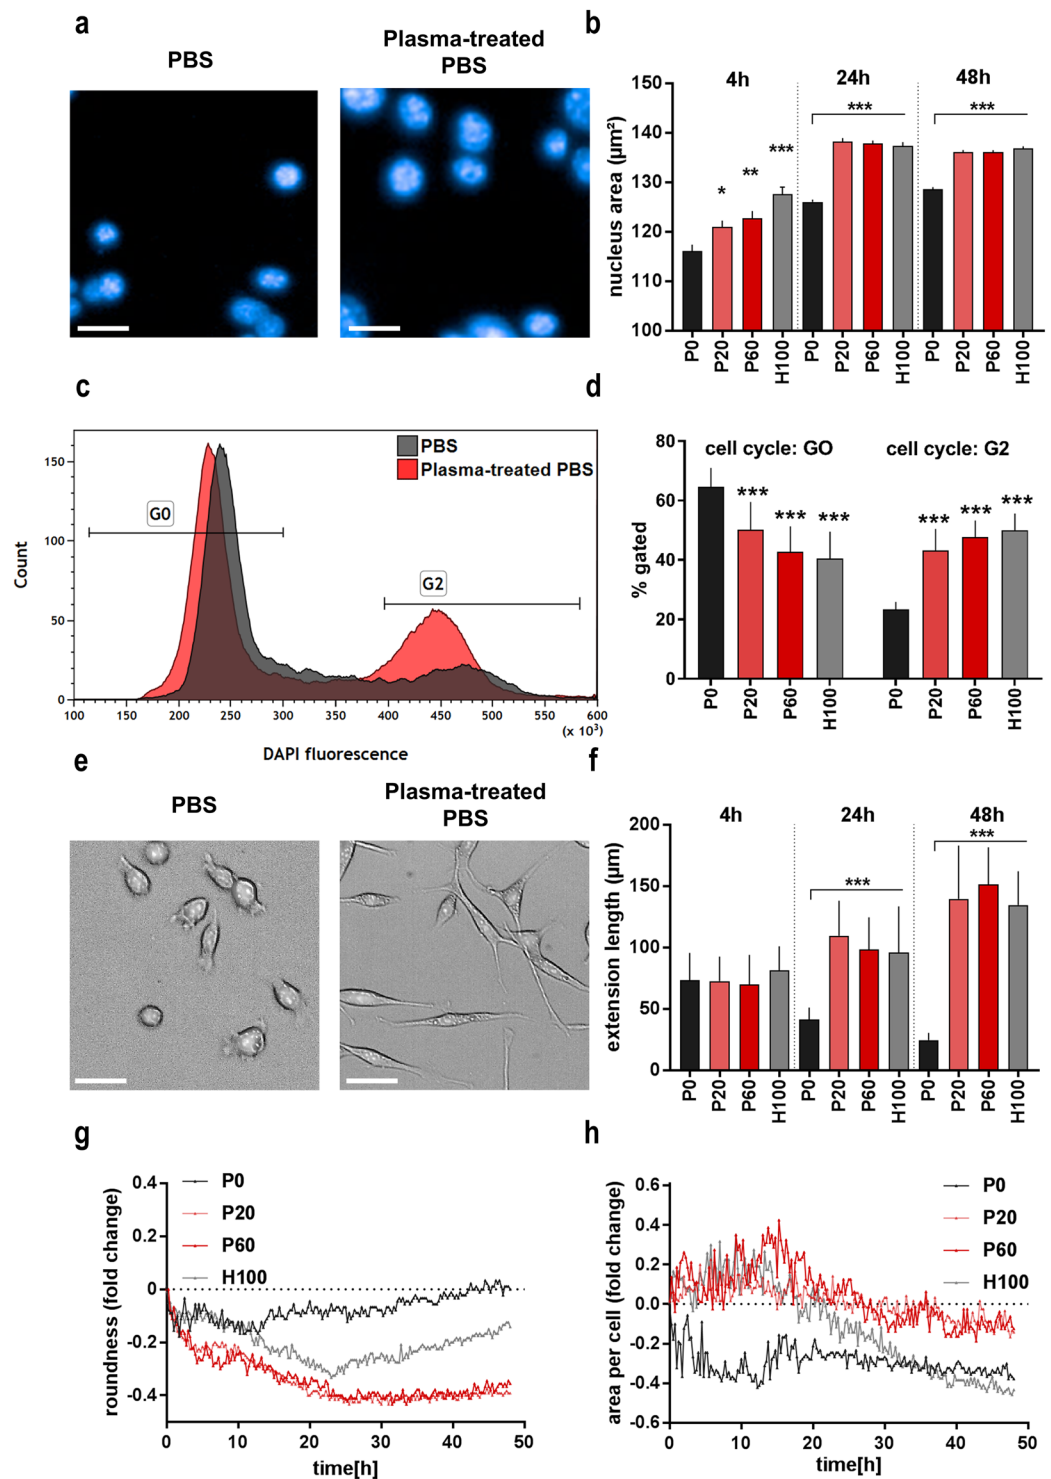 a
PBS
Plasma-treated
PBS
b
4h
24h
48h
nucleus area (µm²)
150
140
130
120
110
100
*
**
***
***
***
P0
P20
P60
H100
P0
P20
P60
H100
P0
P20
P60
H100
c
Count
150
100
50
0
G0
G2
PBS
Plasma-treated PBS
100
200
250
300
350
400
450
500
550
600
(x 10³)
DAPI fluorescence
d
% gated
80
60
40
20
0
cell cycle: GO
cell cycle: G2
***
***
***
***
***
***
P0
P20
P60
H100
P0
P20
P60
H100
e
PBS
Plasma-treated
PBS
f
4h
24h
48h
extension length (µm)
200
150
100
50
0
***
***
P0
P20
P60
H100
P0
P20
P60
H100
P0
P20
P60
H100
g
roundness (fold change)
0.4
0.2
0
-0.2
-0.4
P0
P20
P60
H100
0
10
20
30
40
50
time[h]
h
area per cell (fold change)
0.6
0.4
0.2
0.0
-0.2
-0.4
-0.6
P0
P20
P60
H100
0
10
20
30
40
50
time[h]